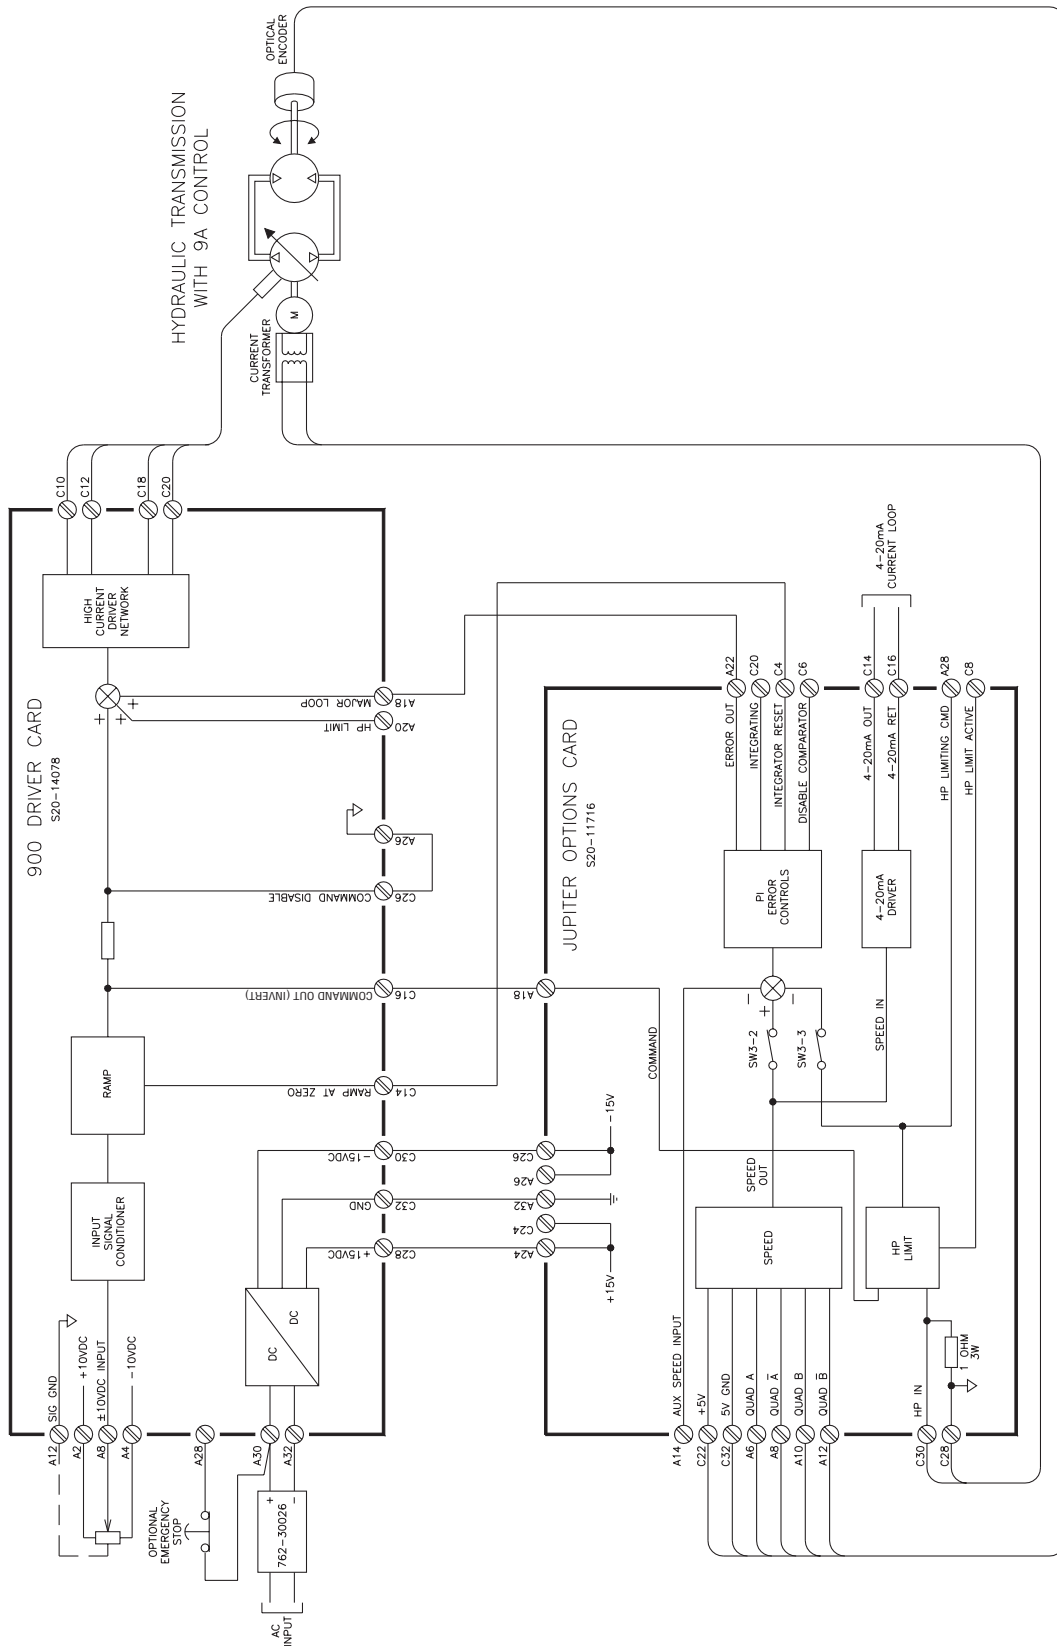 HYDRAULIC TRANSMISSION
WITH 9A CONTROL
OPTICAL
ENCODER
CURRENT
TRANSFORMER
M
900 DRIVER CARD
S20-14078
A12
SIG GND
A2
+10VDC
A8
±10VDC INPUT
A4
-10VDC
A28
A30
A32
OPTIONAL
EMERGENCY
STOP
AC
INPUT
762-30026
+
-
INPUT
SIGNAL
CONDITIONER
RAMP
HIGH
CURRENT
DRIVER
NETWORK
DC
DC
+
+
+
C10
C12
C18
C20
C28
+15VDC
C32
GND
C30
-15VDC
C14
RAMP AT ZERO
C16
COMMAND OUT (INVERT)
C26
COMMAND DISABLE
A26
A20
HP LIMIT
A18
MAJOR LOOP
JUPITER OPTIONS CARD
S20-11716
A24
C24
A32
A26
C26
A18
+15V
-15V
COMMAND
A14
AUX SPEED INPUT
C22
+5V
C32
5V GND
A6
QUAD A
A8
QUAD A̅
A10
QUAD B
A12
QUAD B̅
C30
HP IN
C28
1 OHM
3W
SPEED
SPEED
OUT
HP
LIMIT
SW3-2
SW3-3
SPEED IN
-
+
-
PI
ERROR
CONTROLS
4-20mA
DRIVER
ERROR OUT
A22
INTEGRATING
C20
INTEGRATOR RESET
C4
DISABLE COMPARATOR
C6
4-20mA OUT
C14
4-20mA RET
C16
HP LIMITING CMD
A28
HP LIMIT ACTIVE
C8
4-20mA
CURRENT LOOP